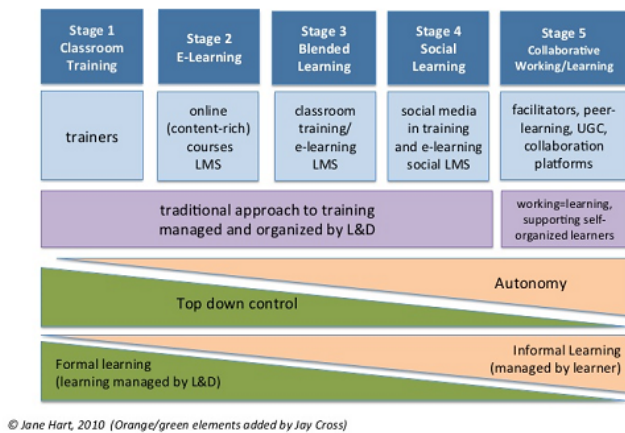 Stage 1
Classroom
Training
Stage 2
E-Learning
Stage 3
Blended
Learning
Stage 4
Social
Learning
Stage 5
Collaborative
Working/Learning
trainers
online
(content-rich)
courses
LMS
classroom
training/
e-learning
LMS
social media
in training
and e-learning
social LMS
facilitators, peer-
learning, UGC,
collaboration
platforms
traditional approach to training
managed and organized by L&D
working=learning,
supporting self-
organized learners
Autonomy
Top down control
Informal Learning
(managed by learner)
Formal learning
(learning managed by L&D)
© Jane Hart, 2010 (Orange/green elements added by Jay Cross)